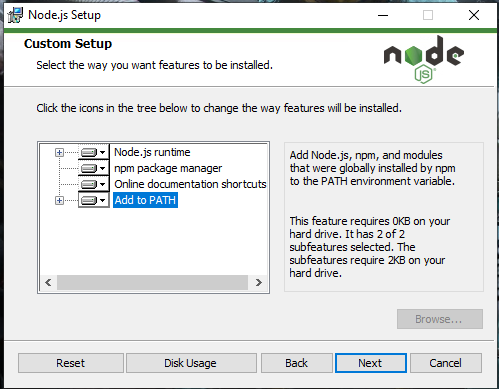 Node.js Setup
Custom Setup
Select the way you want features to be installed.
node
JS
Click the icons in the tree below to change the way features will be installed.
Node.js runtime
npm package manager
Online documentation shortcuts
Add to PATH
Add Node.js, npm, and modules
that were globally installed by npm
to the PATH environment variable.
This feature requires 0KB on your
hard drive. It has 2 of 2
subfeatures selected. The
subfeatures require 2KB on your
hard drive.
Browse...
Reset
Disk Usage
Back
Next
Cancel